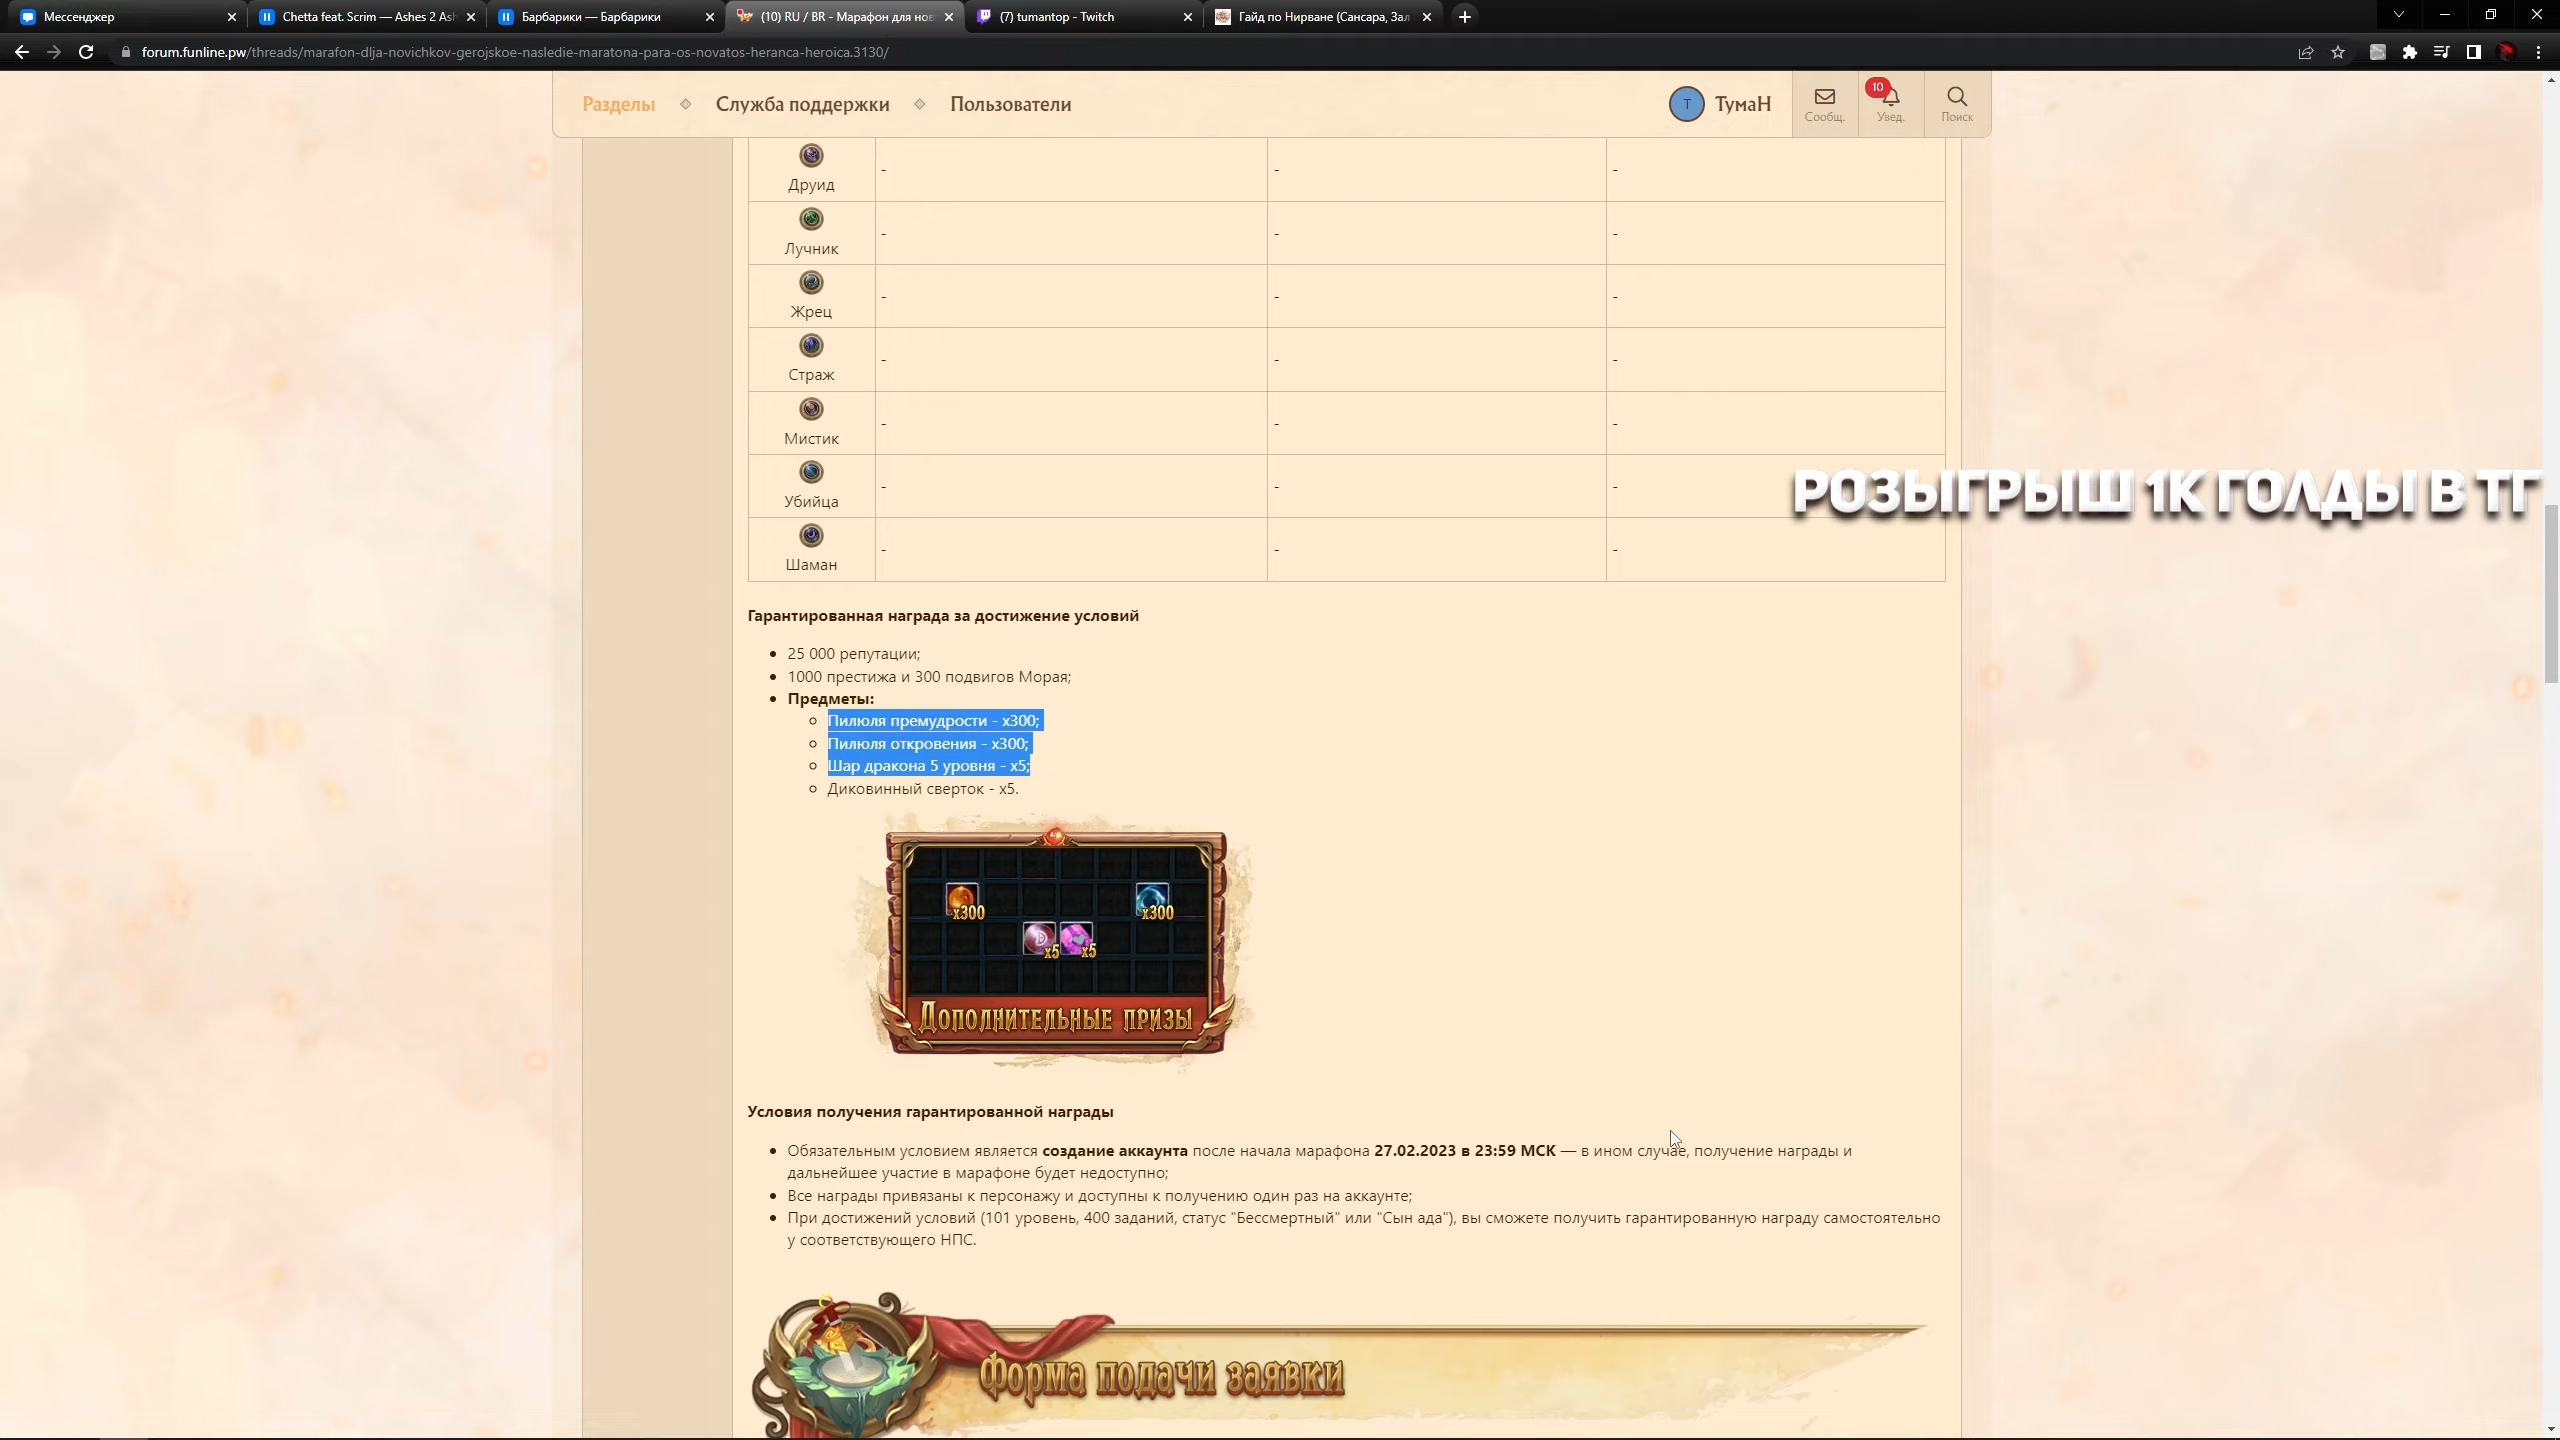 Мессенджер
Chetta feat. Scrim — Ashes 2 Ash
Барбарики — Барбарики
(10) RU / BR - Марафон для нов
(7) tumantop - Twitch
Гайд по Нирване (Сансара, Зал
forum.funline.pw/threads/marafon-dlja-novichkov-gerojskoe-nasledie-maratona-para-os-novatos-heranca-heroica.3130/
Разделы
Служба поддержки
Пользователи
Т
ТумаН
Сообщ.
10
Увед.
Поиск
Друид - - -
Лучник - - -
Жрец - - -
Страж - - -
Мистик - - -
Убийца - - -
Шаман - - -
РОЗЫГРЫШ 1К ГОЛДЫ В ТГ
Гарантированная награда за достижение условий
25 000 репутации;
1000 престижа и 300 подвигов Морая;
Предметы:
Пилюля премудрости - x300;
Пилюля откровения - x300;
Шар дракона 5 уровня - x5;
Диковинный сверток - x5.
x300 x300
x5 x5
Дополнительные призы
Условия получения гарантированной награды
Обязательным условием является создание аккаунта после начала марафона 27.02.2023 в 23:59 МСК — в ином случае, получение награды и
дальнейшее участие в марафоне будет недоступно;
Все награды привязаны к персонажу и доступны к получению один раз на аккаунте;
При достижений условий (101 уровень, 400 заданий, статус "Бессмертный" или "Сын ада"), вы сможете получить гарантированную награду самостоятельно
у соответствующего НПС.
Форма подачи заявки